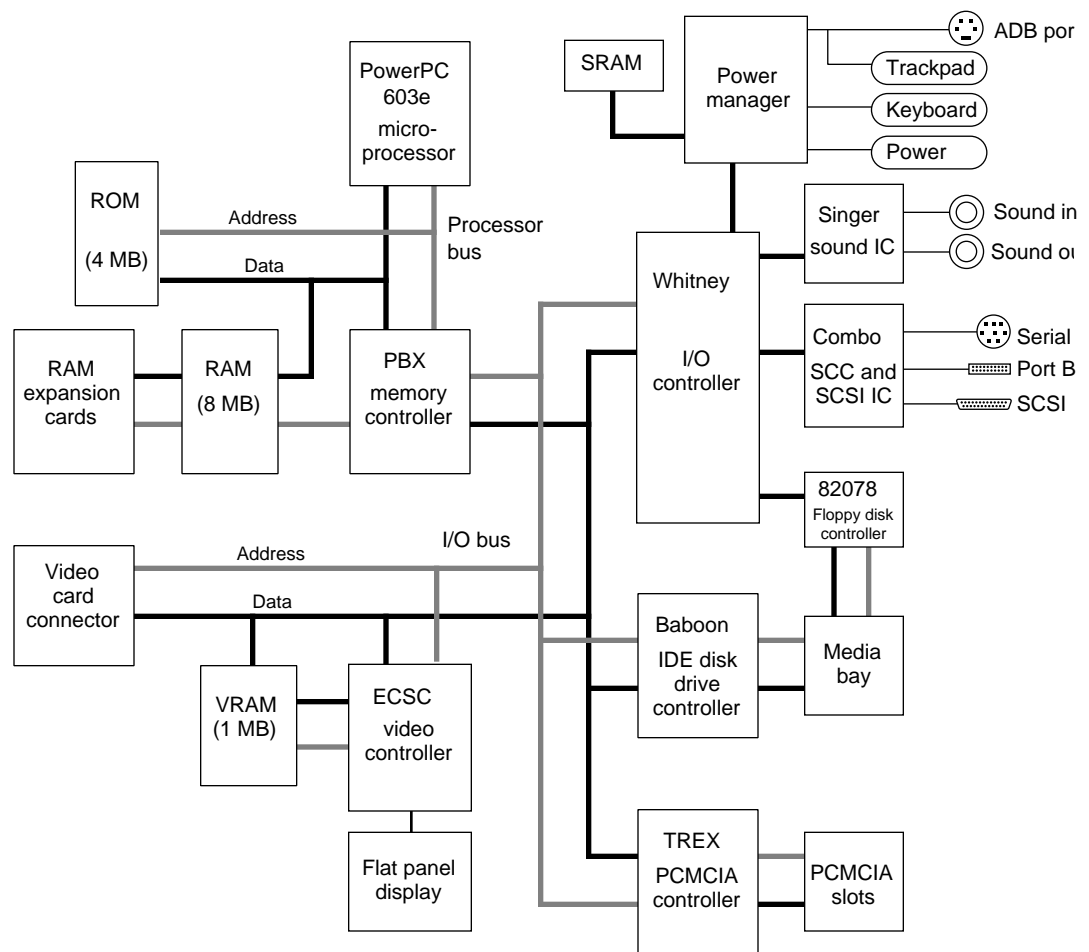 ADB por
SRAM
Power
manager
Trackpad
Keyboard
Power
PowerPC
603e
micro-
processor
ROM
(4 MB)
Address
Data
Processor
bus
Singer
sound IC
Sound in
Sound ou
Whitney
I/O
controller
Combo
SCC and
SCSI IC
Serial
Port B
SCSI
RAM
expansion
cards
RAM
(8 MB)
PBX
memory
controller
82078
Floppy disk
controller
I/O bus
Video
card
connector
Address
Data
Baboon
IDE disk
drive
controller
Media
bay
VRAM
(1 MB)
ECSC
video
controller
Flat panel
display
TREX
PCMCIA
controller
PCMCIA
slots